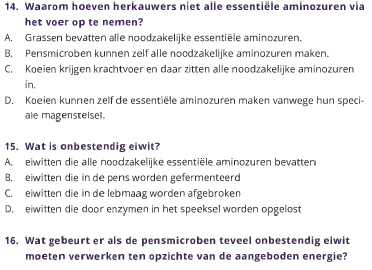 14. Waarom hoeven herkauwers niet alle essentiële aminozuren via
het voer op te nemen?
A. Grassen bevatten alle noodzakelijke essentiële aminozuren.
B. Pensmicroben kunnen zelf alle noodzakelijke aminozuren maken.
C. Koeien krijgen krachtvoer en daar zitten alle noodzakelijke aminozuren
in.
D. Koeien kunnen zelf de essentiële aminozuren maken vanwege hun speci-
ale magenstelsel.
15. Wat is onbestendig eiwit?
A. eiwitten die alle noodzakelijke essentiële aminozuren bevatten
B. eiwitten die in de pens worden gefermenteerd
C. eiwitten die in de lebmaag worden afgebroken
D. eiwitten die door enzymen in het speeksel worden opgelost
16. Wat gebeurt er als de pensmicroben teveel onbestendig eiwit
moeten verwerken ten opzichte van de aangeboden energie?